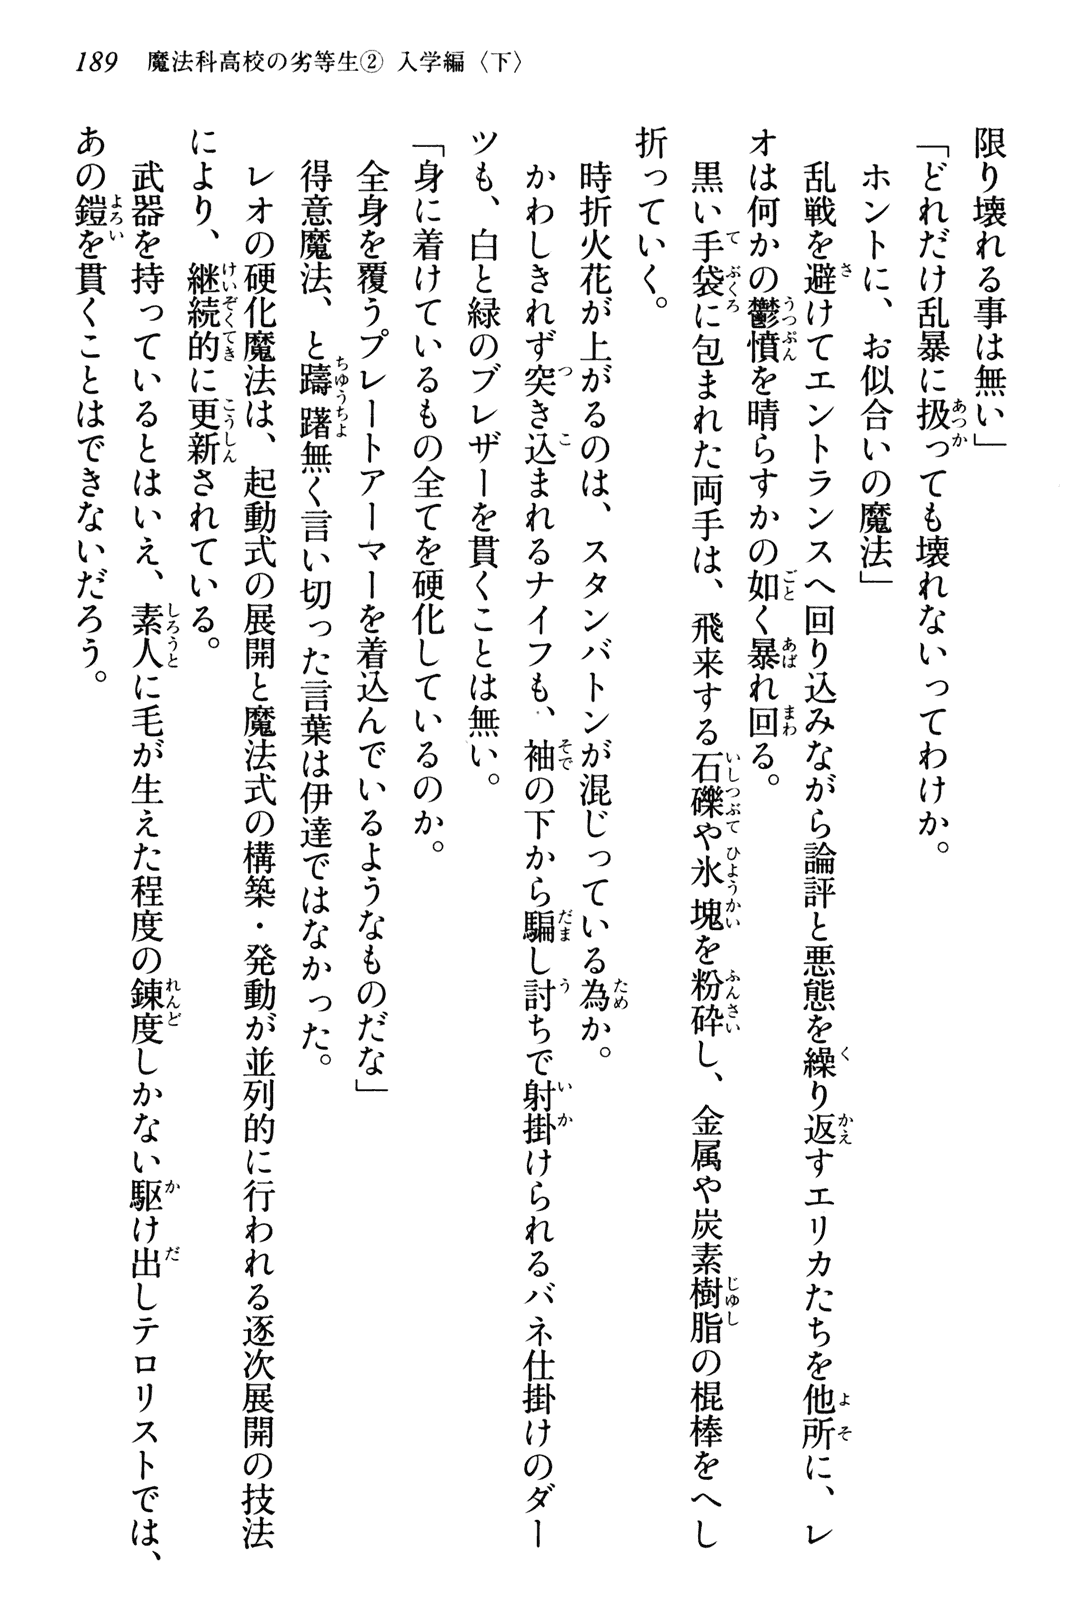 189　魔法科高校の劣等生② 入学編〈下〉
限り壊れる事は無い」
「どれだけ乱暴に扱っても壊れないってわけか。
ホントに、お似合いの魔法」
乱戦を避けてエントランスへ回り込みながら論評と悪態を繰り返すエリカたちを他所に、レ
オは何かの鬱憤を晴らすかの如く暴れ回る。
黒い手袋に包まれた両手は、飛来する石礫や氷塊を粉砕し、金属や炭素樹脂の棍棒をへし
折っていく。
時折火花が上がるのは、スタンバトンが混じっている為か。
かわしきれず突き込まれるナイフも、袖の下から騙し討ちで射掛けられるバネ仕掛けのダー
ツも、白と緑のブレザーを貫くことは無い。
「身に着けているもの全てを硬化しているのか。
全身を覆うプレートアーマーを着込んでいるようなものだな」
得意魔法、と躊躇無く言い切った言葉は伊達ではなかった。
レオの硬化魔法は、起動式の展開と魔法式の構築・発動が並列的に行われる逐次展開の技法
により、継続的に更新されている。
武器を持っているとはいえ、素人に毛が生えた程度の錬度しかない駆け出しテロリストでは、
あの鎧を貫くことはできないだろう。